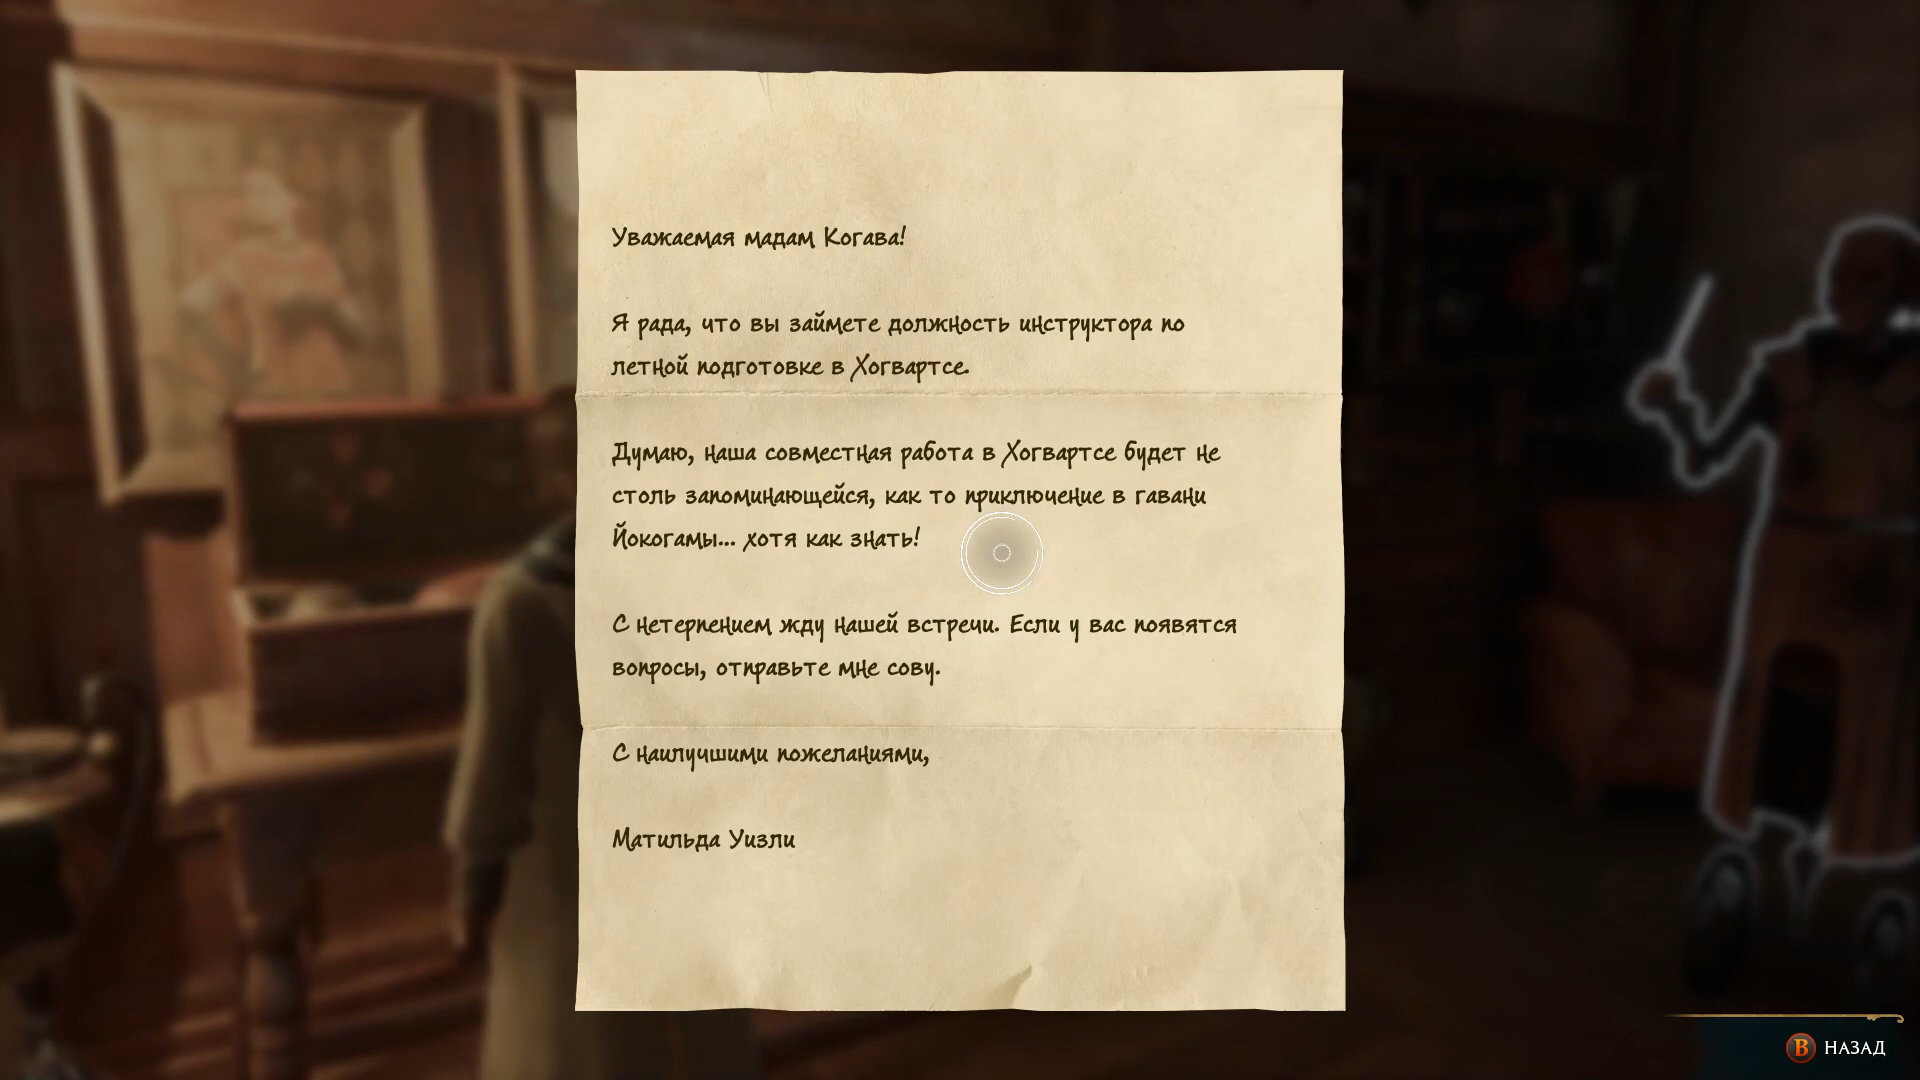 Уважаемая мадам Когава!
Я рада, что вы займете должность инструктора по
летной подготовке в Хогвартсе.
Думаю, наша совместная работа в Хогвартсе будет не
столь запоминающейся, как то приключение в гавани
Йокогамы... хотя как знать!
С нетерпением жду нашей встречи. Если у вас появятся
вопросы, отправьте мне сову.
С наилучшими пожеланиями,
Матильда Уизли
B НАЗАД